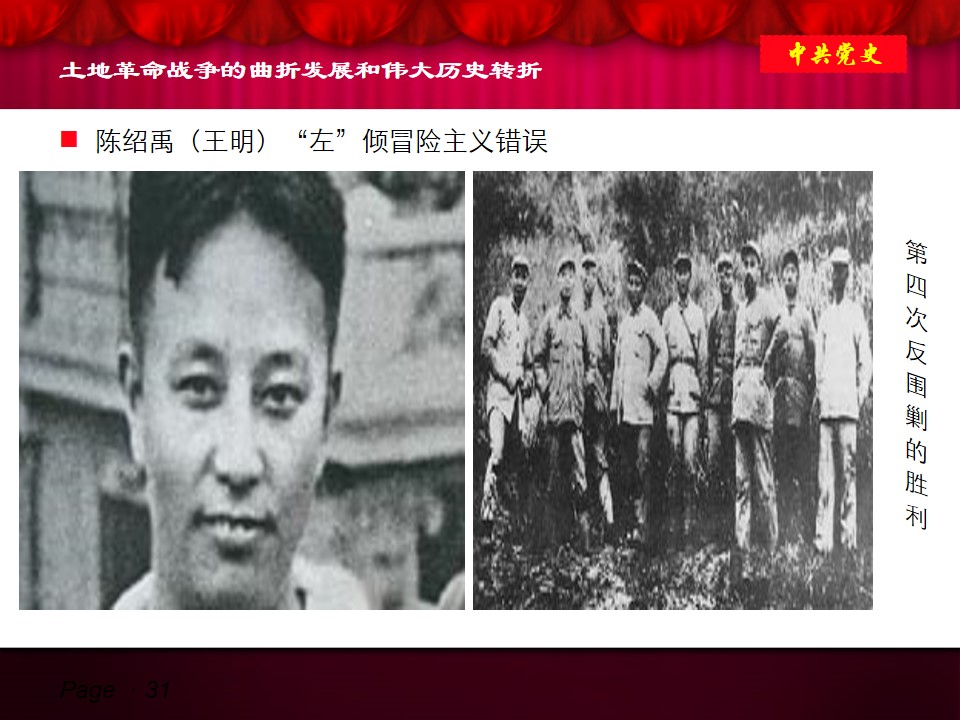 中共党史
土地革命战争的曲折发展和伟大历史转折
陈绍禹（王明）“左”倾冒险主义错误
第四次反围剿的胜利
Page 31